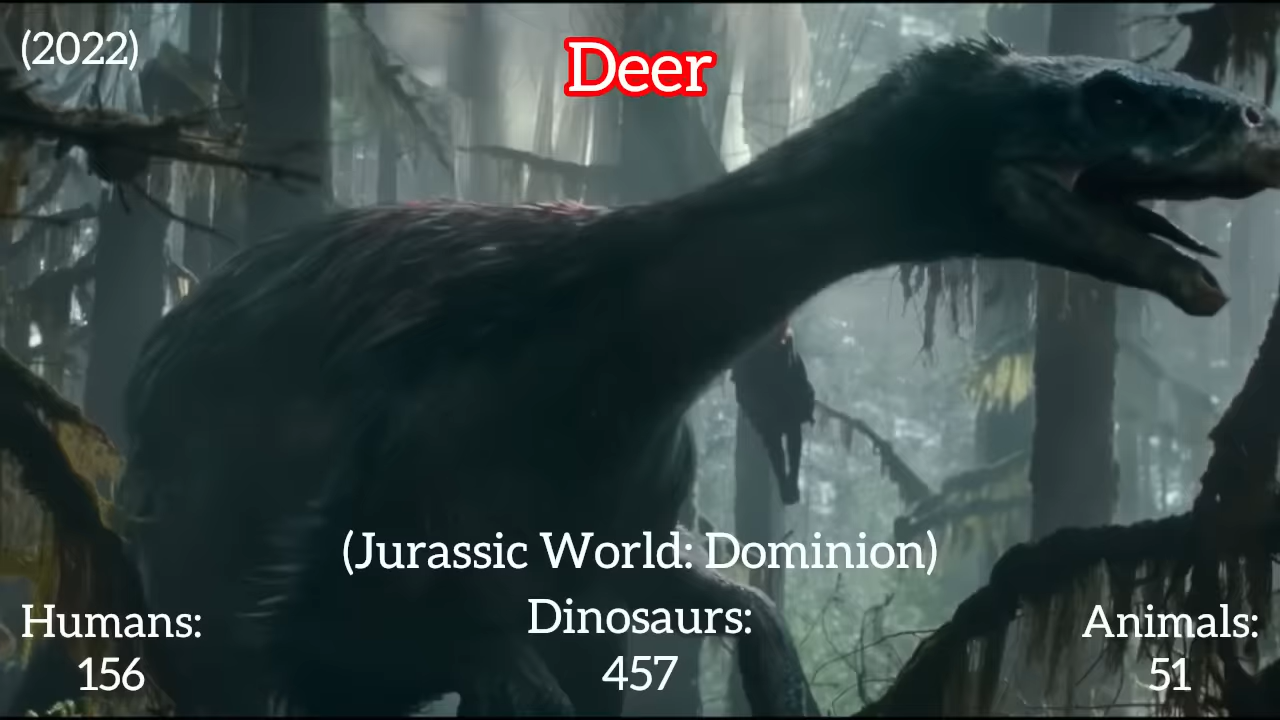 (2022)
Deer
(Jurassic World: Dominion)
Humans:
156
Dinosaurs:
457
Animals:
51